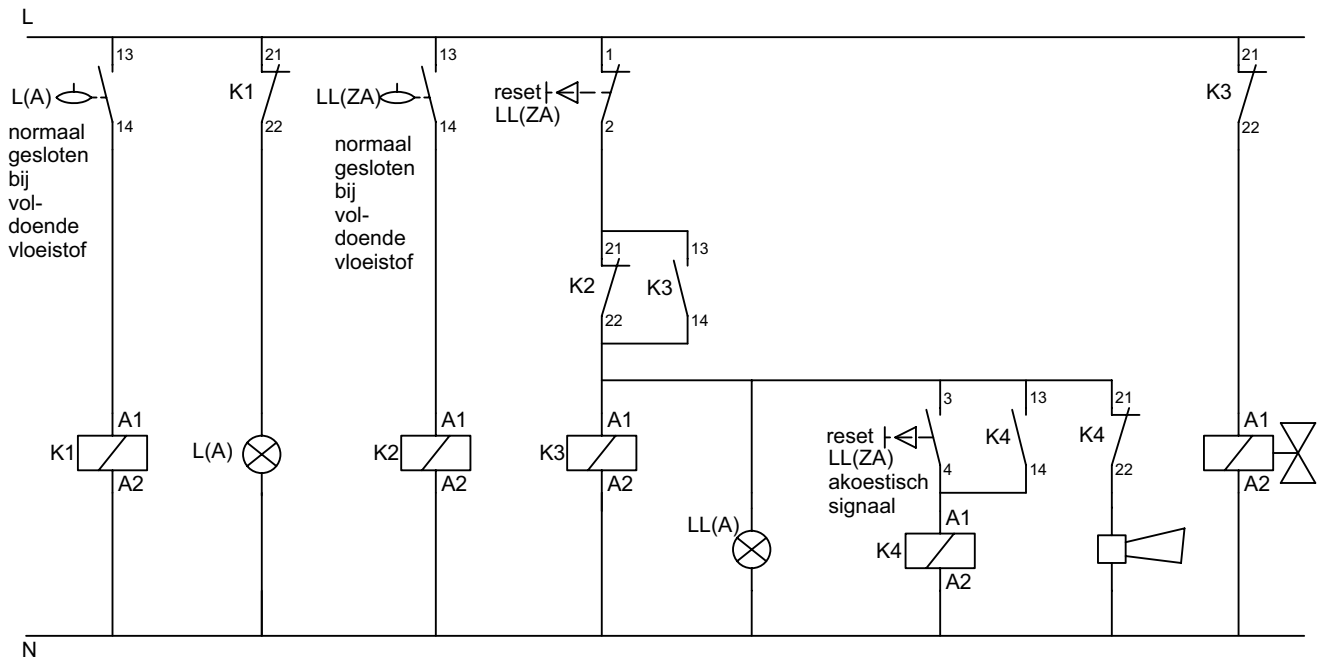 L
13
L(A)
14
normaal
gesloten
bij
vol-
doende
vloeistof
A1
K1
A2
21
K1
22
L(A)
13
LL(ZA)
14
normaal
gesloten
bij
vol-
doende
vloeistof
A1
K2
A2
1
reset
LL(ZA)
2
21
K2
22
13
K3
14
A1
K3
A2
LL(A)
3
reset
LL(ZA)
4
akoestisch
signaal
13
K4
14
A1
K4
A2
21
K4
22
21
K3
22
A1
A2
N